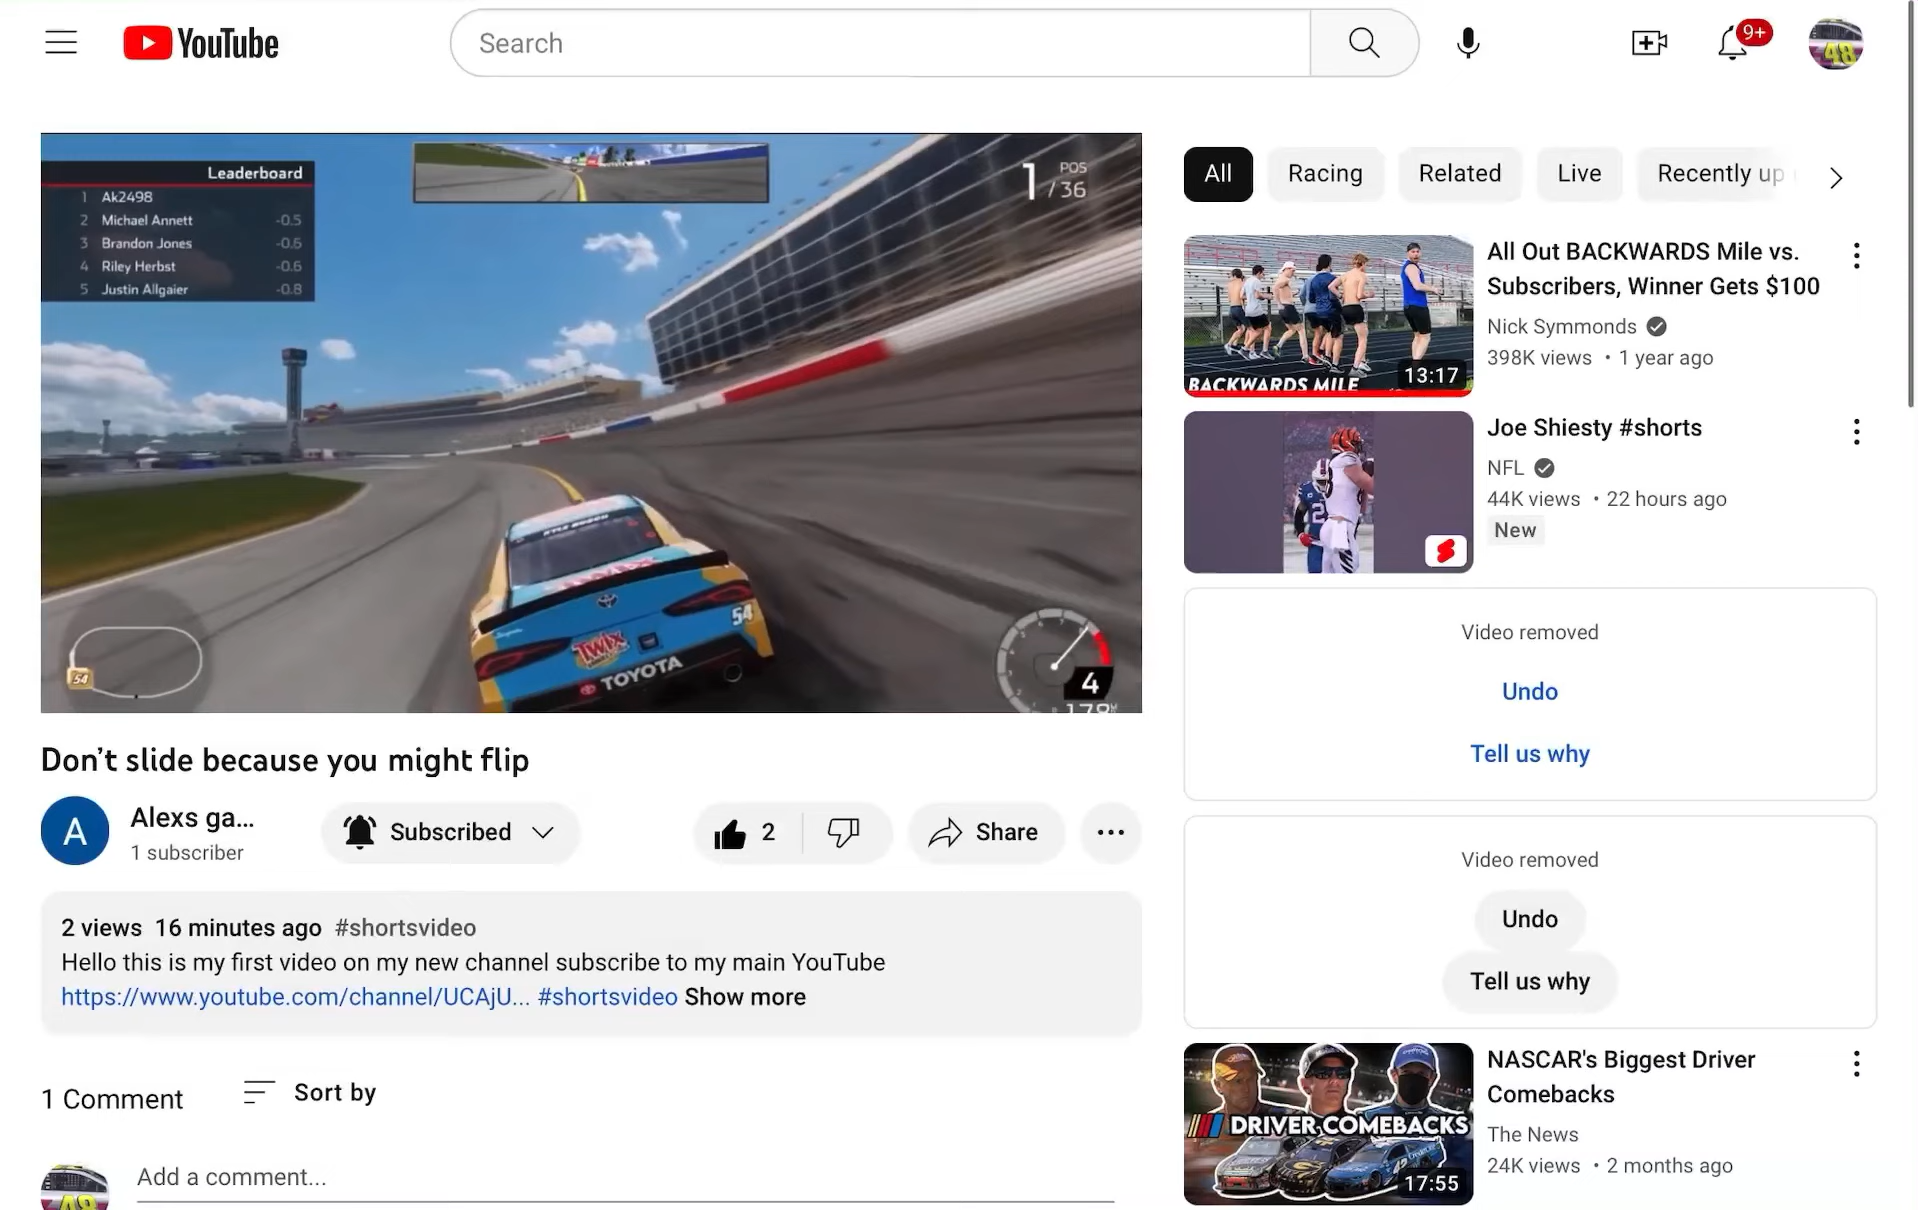 YouTube
Search
9+
48
Leaderboard
1 Ak2498
2 Michael Annett -0.5
3 Brandon Jones -0.6
4 Riley Herbst -0.6
5 Justin Allgaier -0.8
1 POS
/ 36
KYLE BUSCH
TWIX
54
TOYOTA
54
4
178
Don't slide because you might flip
A
Alexs ga...
1 subscriber
Subscribed
2
Share
2 views 16 minutes ago #shortsvideo
Hello this is my first video on my new channel subscribe to my main YouTube
https://www.youtube.com/channel/UCAjU... #shortsvideo Show more
1 Comment
Sort by
48
Add a comment...
All
Racing
Related
Live
Recently up
BACKWARDS MILE
13:17
All Out BACKWARDS Mile vs.
Subscribers, Winner Gets $100
Nick Symmonds
398K views • 1 year ago
Joe Shiesty #shorts
NFL
44K views • 22 hours ago
New
Video removed
Undo
Tell us why
Video removed
Undo
Tell us why
DRIVER COMEBACKS
17:55
NASCAR's Biggest Driver
Comebacks
The News
24K views • 2 months ago